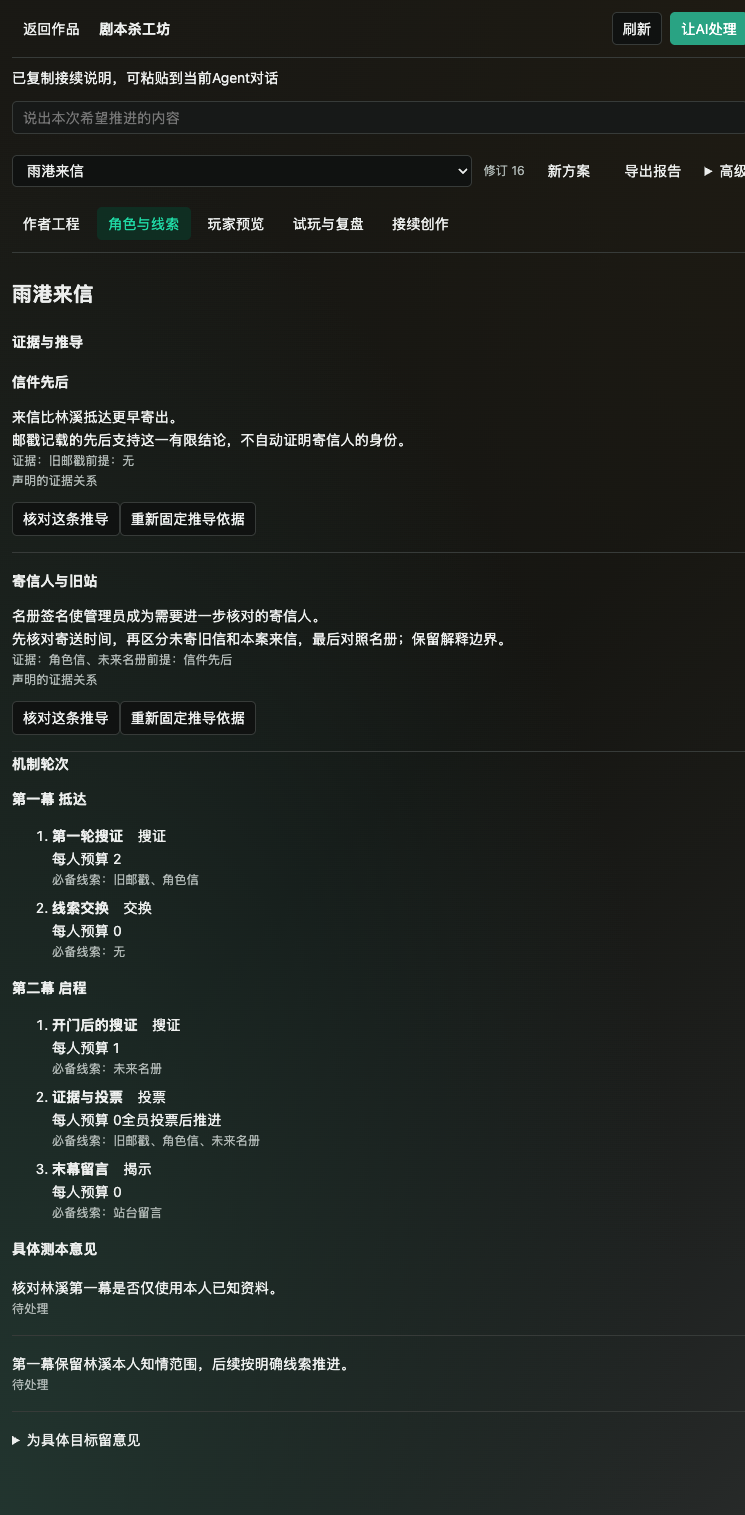 返回作品 剧本杀工坊 刷新 让AI处理
已复制接续说明，可粘贴到当前Agent对话
说出本次希望推进的内容
雨港来信 修订 16 新方案 导出报告 ▶ 高级
作者工程 角色与线索 玩家预览 试玩与复盘 接续创作
雨港来信
证据与推导
信件先后
来信比林溪抵达更早寄出。
邮戳记载的先后支持这一有限结论，不自动证明寄信人的身份。
证据：旧邮戳前提：无
声明的证据关系
核对这条推导 重新固定推导依据
寄信人与旧站
名册签名使管理员成为需要进一步核对的寄信人。
先核对寄送时间，再区分未寄旧信和本案来信，最后对照名册；保留解释边界。
证据：角色信、未来名册前提：信件先后
声明的证据关系
核对这条推导 重新固定推导依据
机制轮次
第一幕 抵达
1. 第一轮搜证 搜证
每人预算 2
必备线索：旧邮戳、角色信
2. 线索交换 交换
每人预算 0
必备线索：无
第二幕 启程
1. 开门后的搜证 搜证
每人预算 1
必备线索：未来名册
2. 证据与投票 投票
每人预算 0全员投票后推进
必备线索：旧邮戳、角色信、未来名册
3. 末幕留言 揭示
每人预算 0
必备线索：站台留言
具体测本意见
核对林溪第一幕是否仅使用本人已知资料。
待处理
第一幕保留林溪本人知情范围，后续按明确线索推进。
待处理
▶ 为具体目标留意见